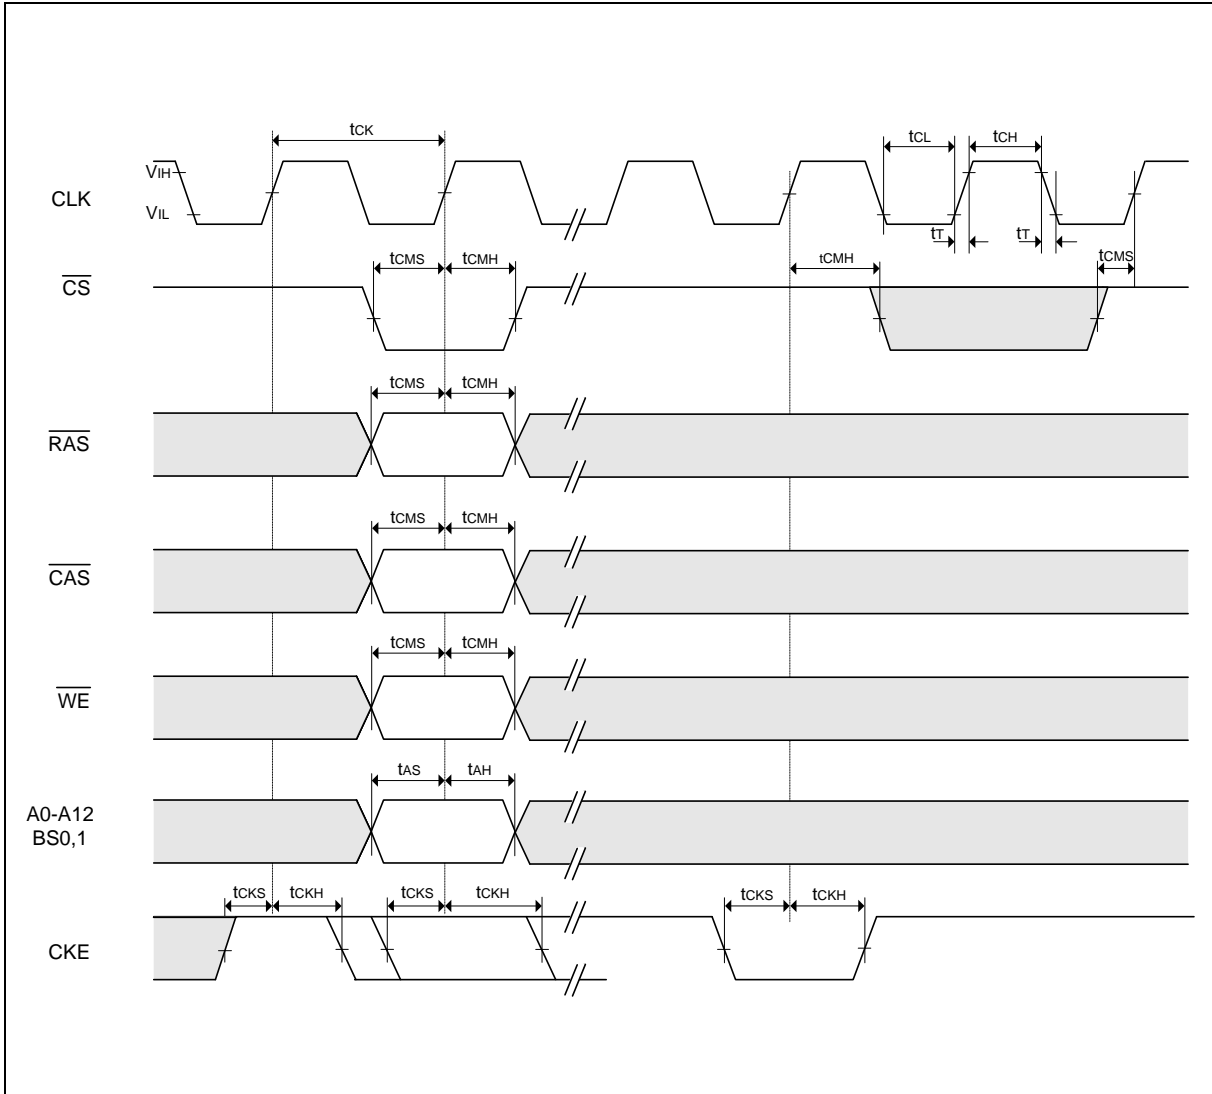 tCK
tCL tCH
VIH
CLK
VIL
tT tT
tCMS tCMH tCMH tCMS
CS
tCMS tCMH
RAS
tCMS tCMH
CAS
tCMS tCMH
WE
tAS tAH
A0-A12
BS0,1
tCKS tCKH tCKS tCKH tCKS tCKH
CKE